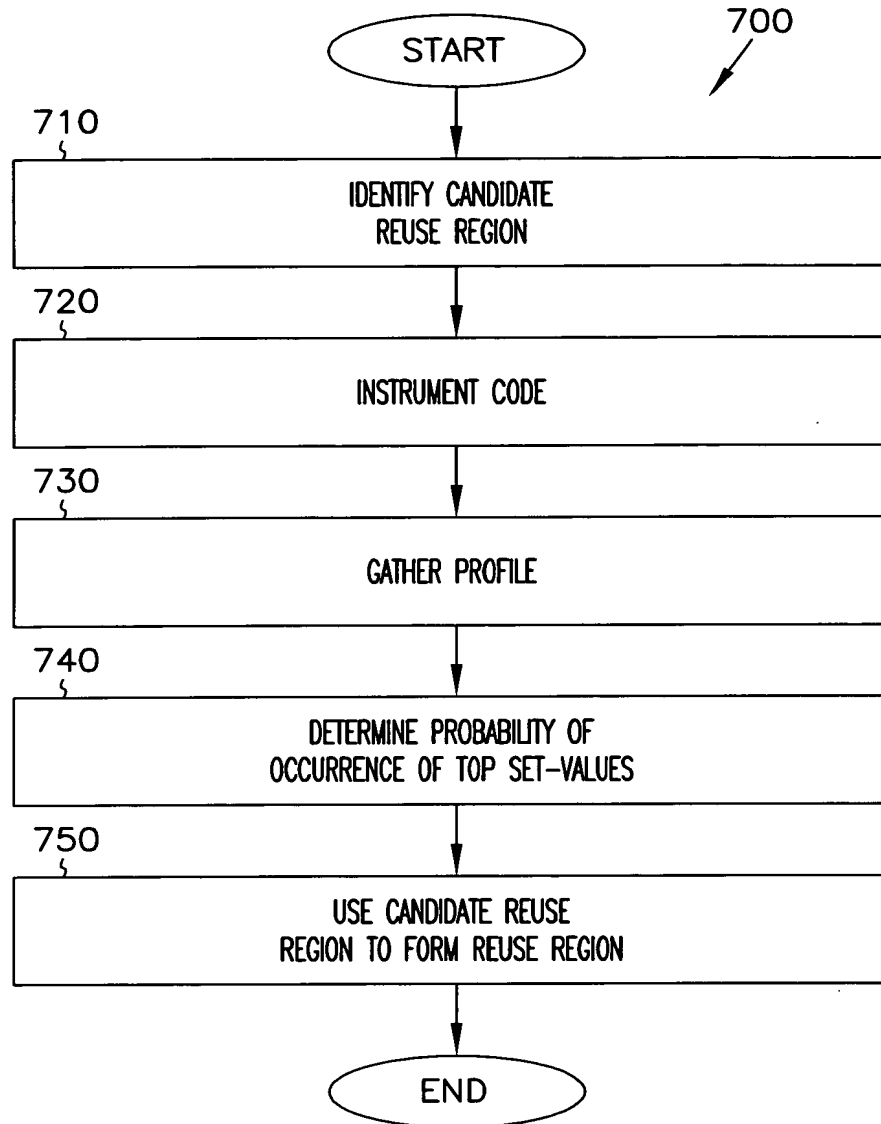 START
700
710
IDENTIFY CANDIDATE
REUSE REGION
720
INSTRUMENT CODE
730
GATHER PROFILE
740
DETERMINE PROBABILITY OF
OCCURRENCE OF TOP SET-VALUES
750
USE CANDIDATE REUSE
REGION TO FORM REUSE REGION
END